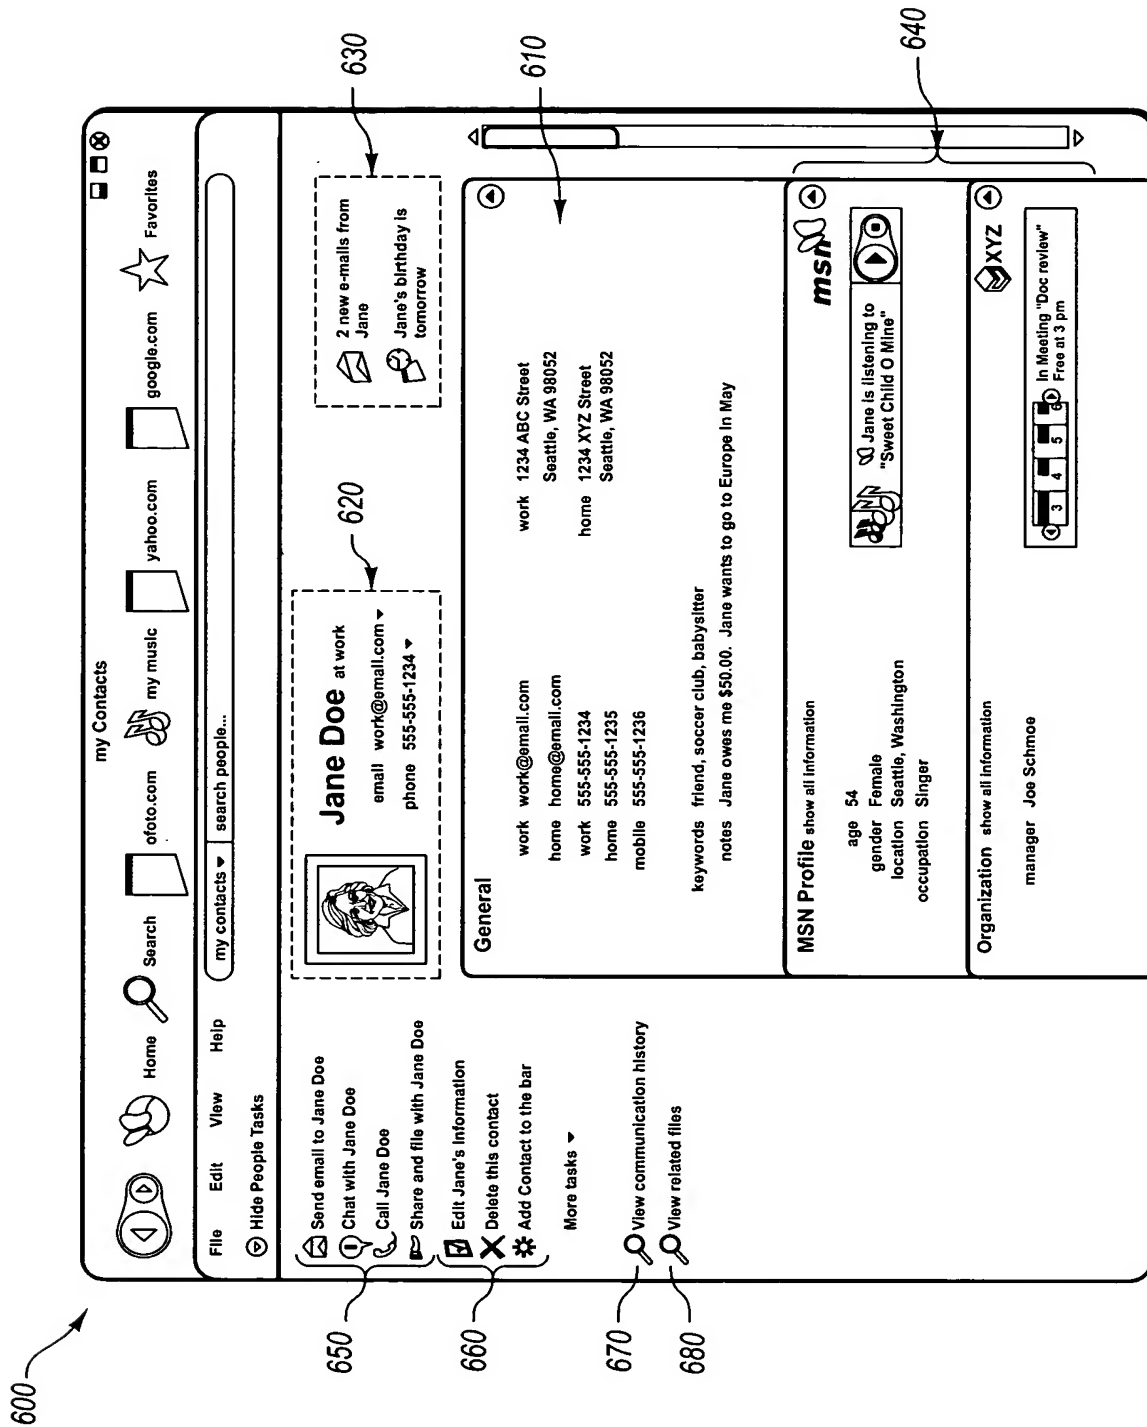 600
my Contacts
Home
Search
ofoto.com
my music
yahoo.com
google.com
Favorites
File Edit View Help
my contacts
search people...
Hide People Tasks
650
Send email to Jane Doe
Chat with Jane Doe
Call Jane Doe
Share and file with Jane Doe
660
Edit Jane's Information
Delete this contact
Add Contact to the bar
More tasks
670
View communication history
680
View related files
620
Jane Doe at work
email work@email.com
phone 555-555-1234
630
2 new e-mails from
Jane
Jane's birthday is
tomorrow
610
General
work work@email.com
home home@email.com
work 555-555-1234
home 555-555-1235
mobile 555-555-1236
work 1234 ABC Street
Seattle, WA 98052
home 1234 XYZ Street
Seattle, WA 98052
keywords friend, soccer club, babysitter
notes Jane owes me $50.00. Jane wants to go to Europe in May
640
MSN Profile show all information
msn
age 54
gender Female
location Seattle, Washington
occupation Singer
Jane is listening to
"Sweet Child O Mine"
Organization show all information
XYZ
manager Joe Schmoe
3 4 5 6
In Meeting "Doc review"
Free at 3 pm